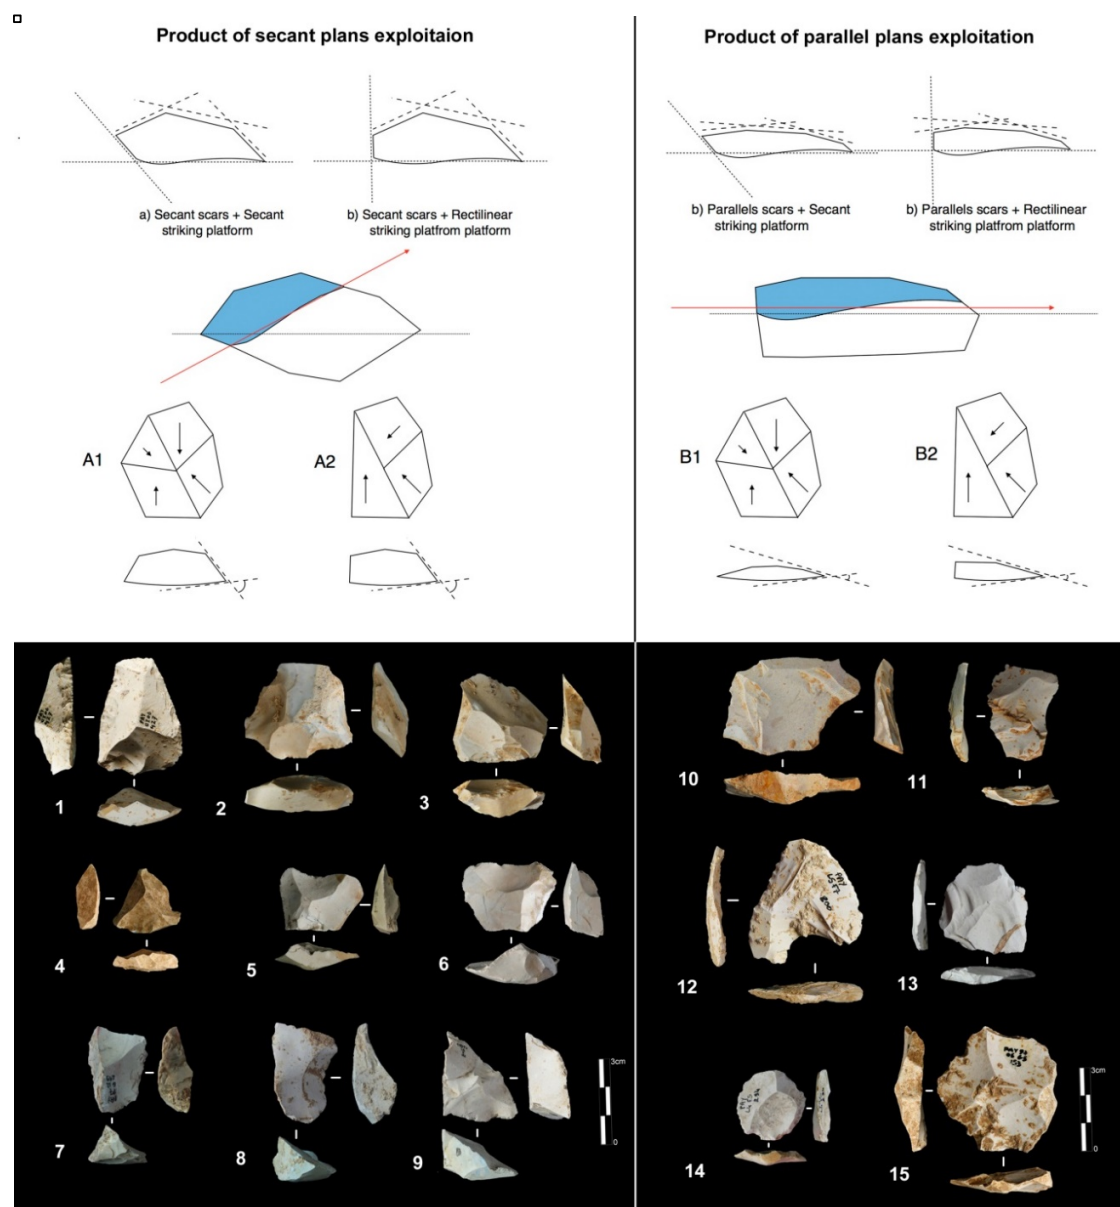 Product of secant plans exploitaion
a) Secant scars + Secant
striking platform
b) Secant scars + Rectilinear
striking platfrom platform
A1
A2
Product of parallel plans exploitation
b) Parallels scars + Secant
striking platform
b) Parallels scars + Rectilinear
striking platfrom platform
B1
B2
1
2
3
4
5
6
7
8
9
3cm
0
10
11
12
13
14
15
3cm
0